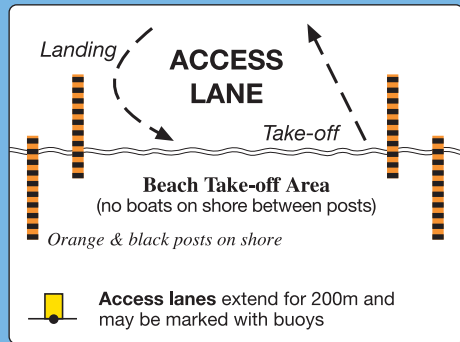 Landing
ACCESS
LANE
Take-off
Beach Take-off Area
(no boats on shore between posts)
Orange & black posts on shore
Access lanes extend for 200m and
may be marked with buoys